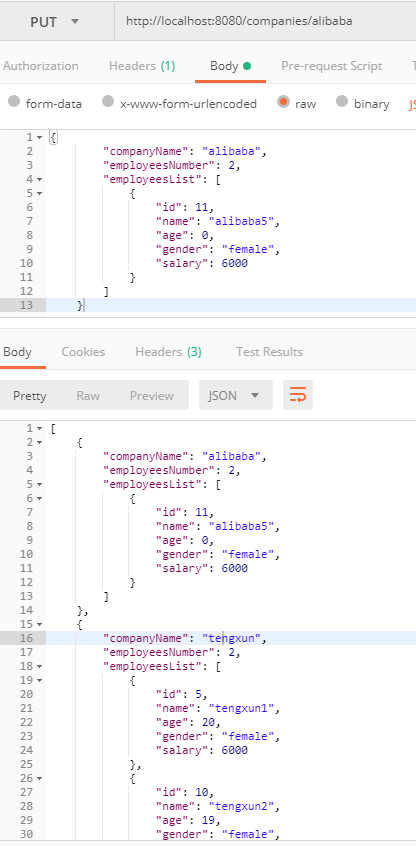 PUT http://localhost:8080/companies/alibaba
Authorization Headers (1) Body Pre-request Script
form-data x-www-form-urlencoded raw binary
1 {
2 "companyName": "alibaba",
3 "employeesNumber": 2,
4 "employeesList": [
5 {
6 "id": 11,
7 "name": "alibaba5",
8 "age": 0,
9 "gender": "female",
10 "salary": 6000
11 }
12 ]
13 }
Body Cookies Headers (3) Test Results
Pretty Raw Preview JSON
1 [
2 {
3 "companyName": "alibaba",
4 "employeesNumber": 2,
5 "employeesList": [
6 {
7 "id": 11,
8 "name": "alibaba5",
9 "age": 0,
10 "gender": "female",
11 "salary": 6000
12 }
13 ]
14 },
15 {
16 "companyName": "tengxun",
17 "employeesNumber": 2,
18 "employeesList": [
19 {
20 "id": 5,
21 "name": "tengxun1",
22 "age": 20,
23 "gender": "female",
24 "salary": 6000
25 },
26 {
27 "id": 10,
28 "name": "tengxun2",
29 "age": 19,
30 "gender": "female",